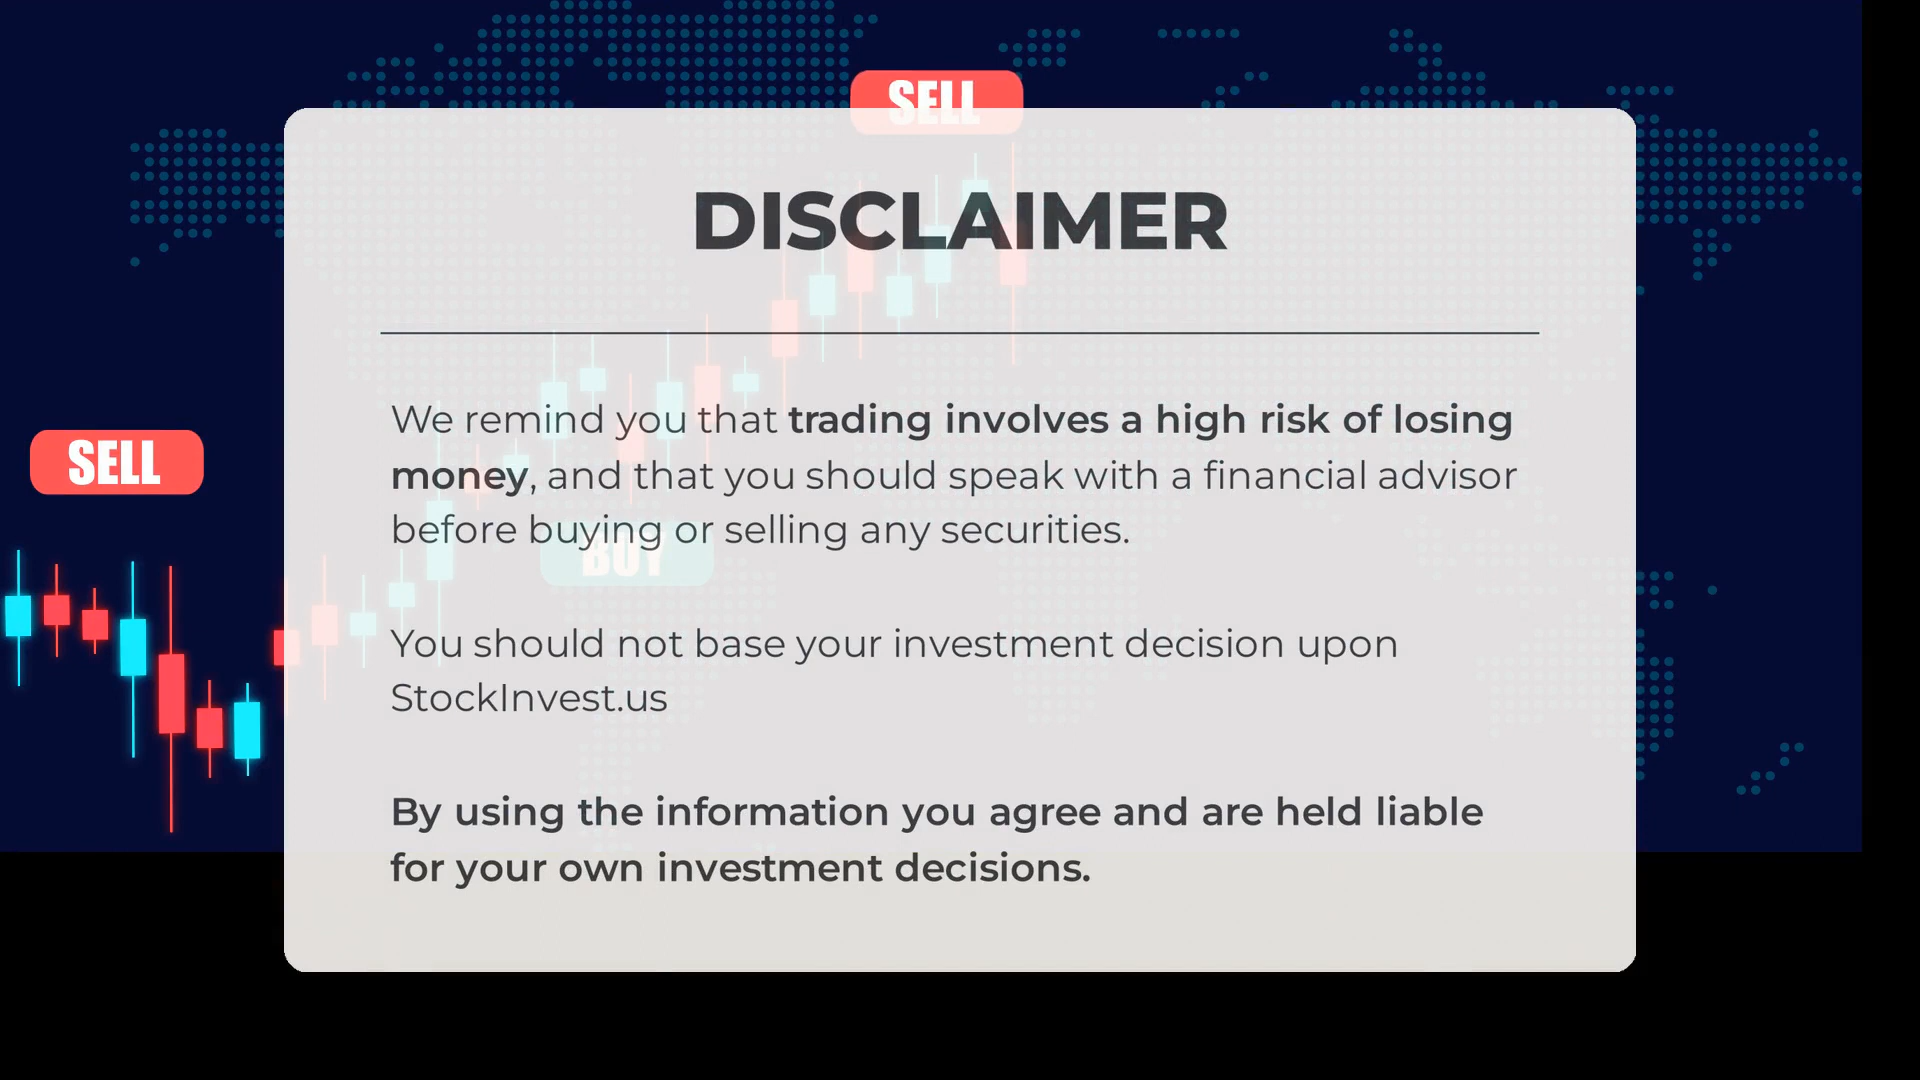 SELL
DISCLAIMER
We remind you that trading involves a high risk of losing
money, and that you should speak with a financial advisor
before buying or selling any securities.
SELL
BUY
You should not base your investment decision upon
StockInvest.us
By using the information you agree and are held liable
for your own investment decisions.